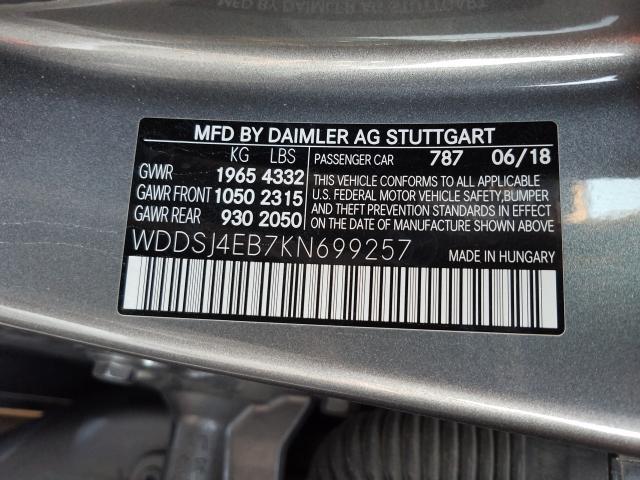 MFD BY DAIMLER AG STUTTGART
KG LBS
PASSENGER CAR 787 06/18
GVWR 1965 4332
GAWR FRONT 1050 2315
GAWR REAR 930 2050
THIS VEHICLE CONFORMS TO ALL APPLICABLE
U.S. FEDERAL MOTOR VEHICLE SAFETY, BUMPER
AND THEFT PREVENTION STANDARDS IN EFFECT
ON THE DATE OF MANUFACTURE SHOWN ABOVE.
WDDSJ4EB7KN699257
MADE IN HUNGARY